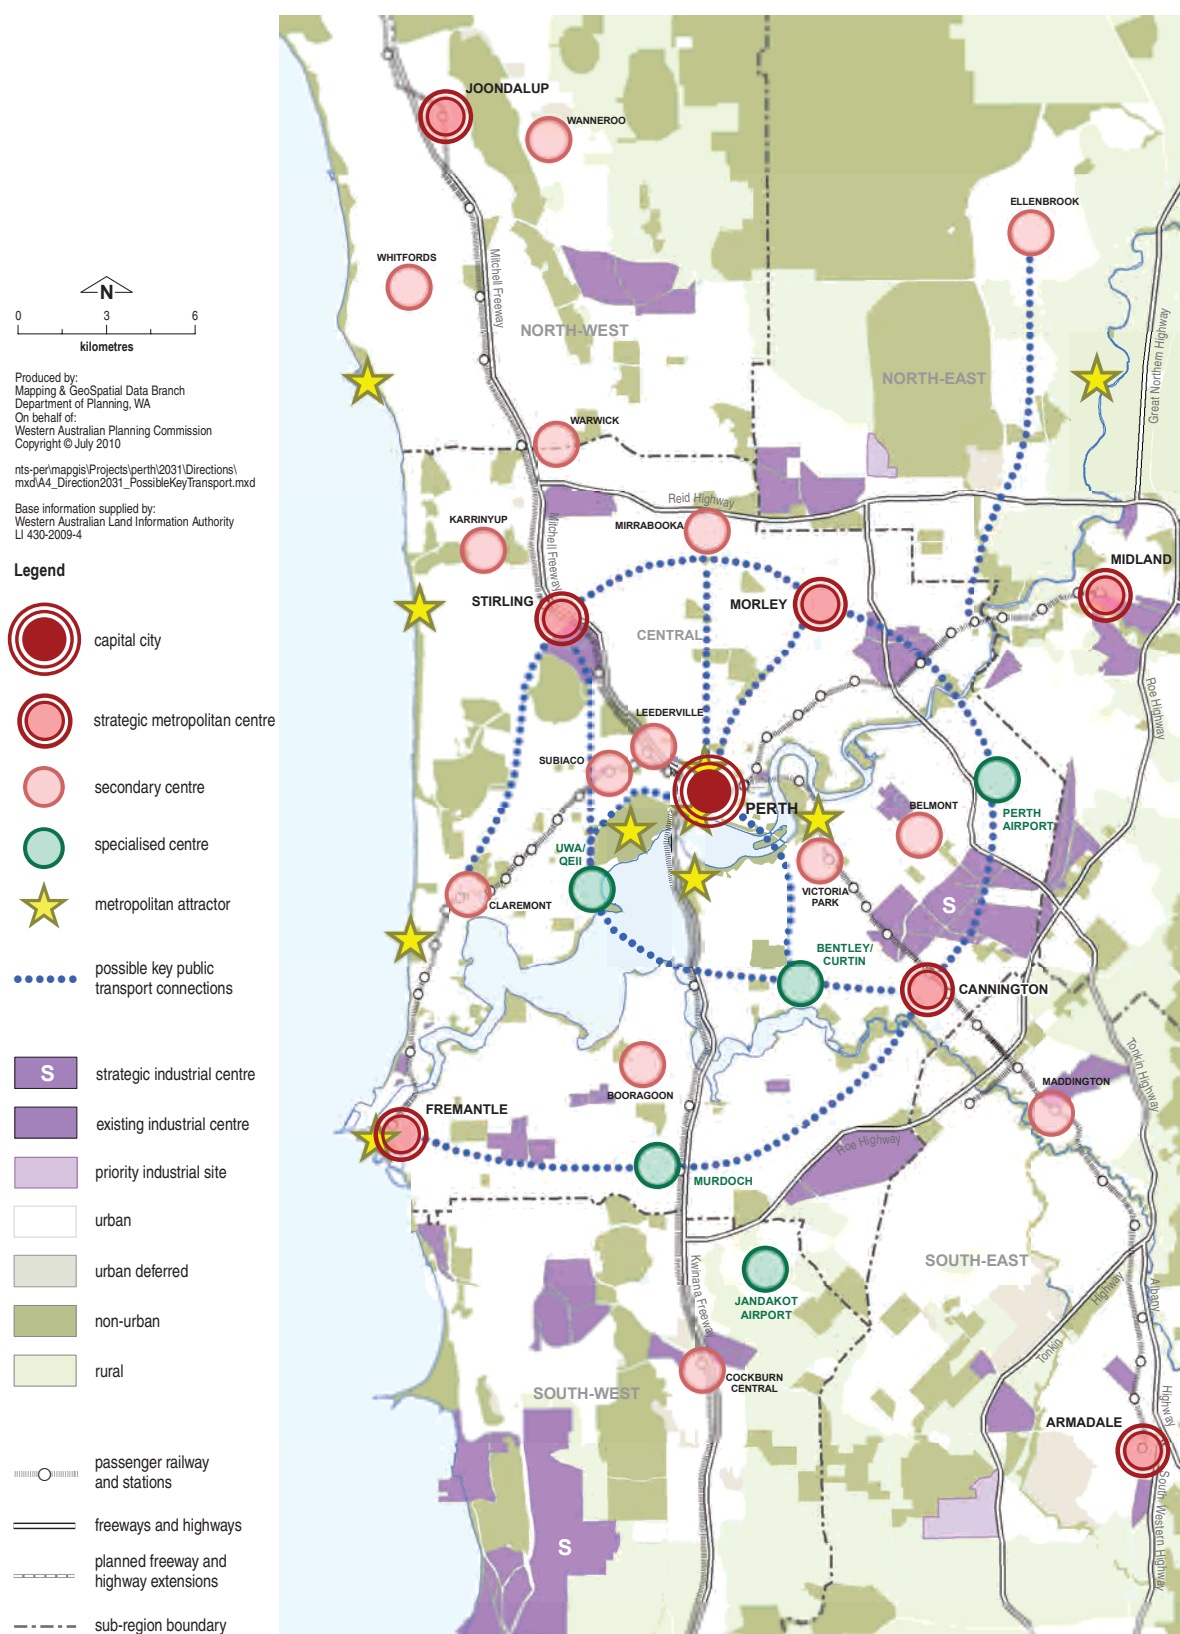 N
0 3 6
kilometres
Produced by:
Mapping & GeoSpatial Data Branch
Department of Planning, WA
On behalf of:
Western Australian Planning Commission
Copyright © July 2010
nts-per\mapgis\Projects\perth\2031\Directions\
mxd\A4_Direction2031_PossibleKeyTransport.mxd
Base information supplied by:
Western Australian Land Information Authority
LI 430-2009-4
Legend
capital city
strategic metropolitan centre
secondary centre
specialised centre
metropolitan attractor
possible key public
transport connections
S
strategic industrial centre
existing industrial centre
priority industrial site
urban
urban deferred
non-urban
rural
passenger railway
and stations
freeways and highways
planned freeway and
highway extensions
sub-region boundary
JOONDALUP
WANNEROO
ELLENBROOK
WHITFORDS
Mitchell Freeway
NORTH-WEST
Great Northern Highway
NORTH-EAST
WARWICK
Reid Highway
KARRINYUP
MIRRABOOKA
Mitchell Freeway
MIDLAND
STIRLING
MORLEY
CENTRAL
Roe Highway
LEEDERVILLE
SUBIACO
PERTH
BELMONT
PERTH
AIRPORT
UWA/
QEII
VICTORIA
PARK
CLAREMONT
S
BENTLEY/
CURTIN
CANNINGTON
Tonkin Highway
MADDINGTON
BOORAGOON
FREMANTLE
Roe Highway
MURDOCH
SOUTH-EAST
Kwinana Freeway
JANDAKOT
AIRPORT
Tonkin
Highway
Albany
Highway
COCKBURN
CENTRAL
SOUTH-WEST
ARMADALE
South Western Highway
S